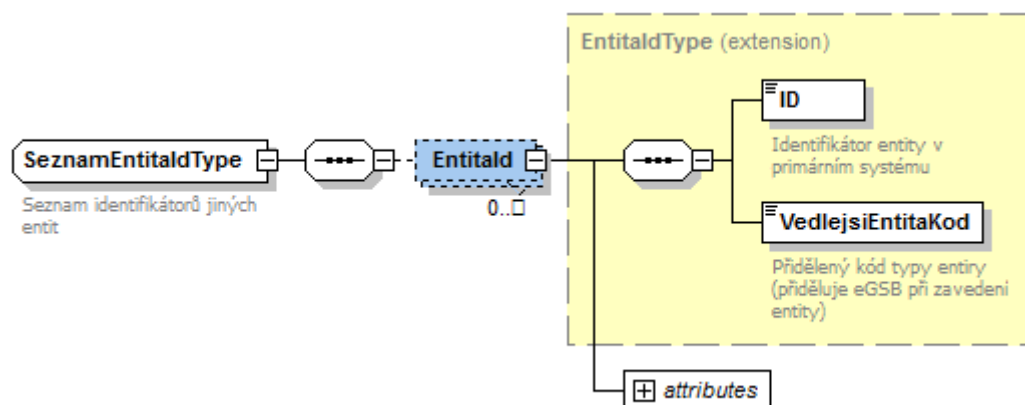 EntitaIdType (extension)
ID
Identifikátor entity v
primárním systému
SeznamEntitaIdType
EntitaId
Seznam identifikátorů jiných
entit
0..□
VedlejsiEntitaKod
Přidělený kód typy entiry
(přiděluje eGSB při zavedení
entity)
attributes